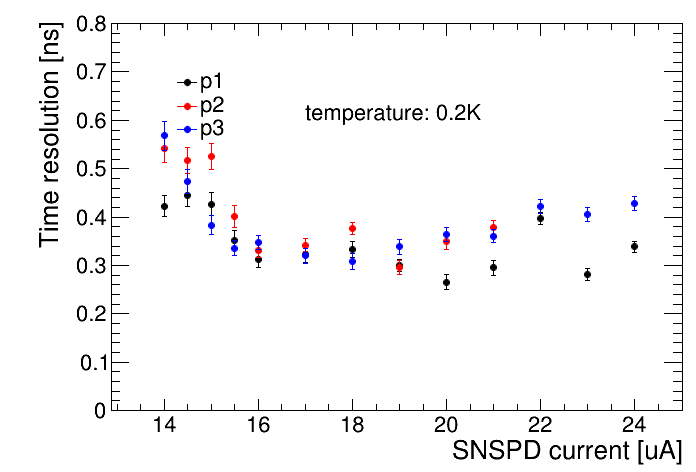 Time resolution [ns]
0.8
0.7
0.6
0.5
0.4
0.3
0.2
0.1
0
p1
p2
p3
temperature: 0.2K
14 16 18 20 22 24
SNSPD current [uA]